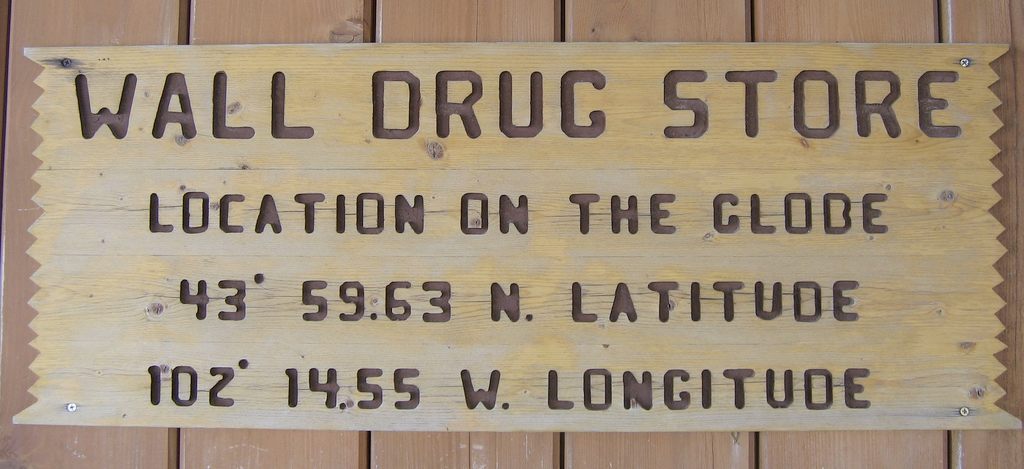 WALL DRUG STORE
LOCATION ON THE GLOBE
43° 59.63 N. LATITUDE
102° 14.55 W. LONGITUDE